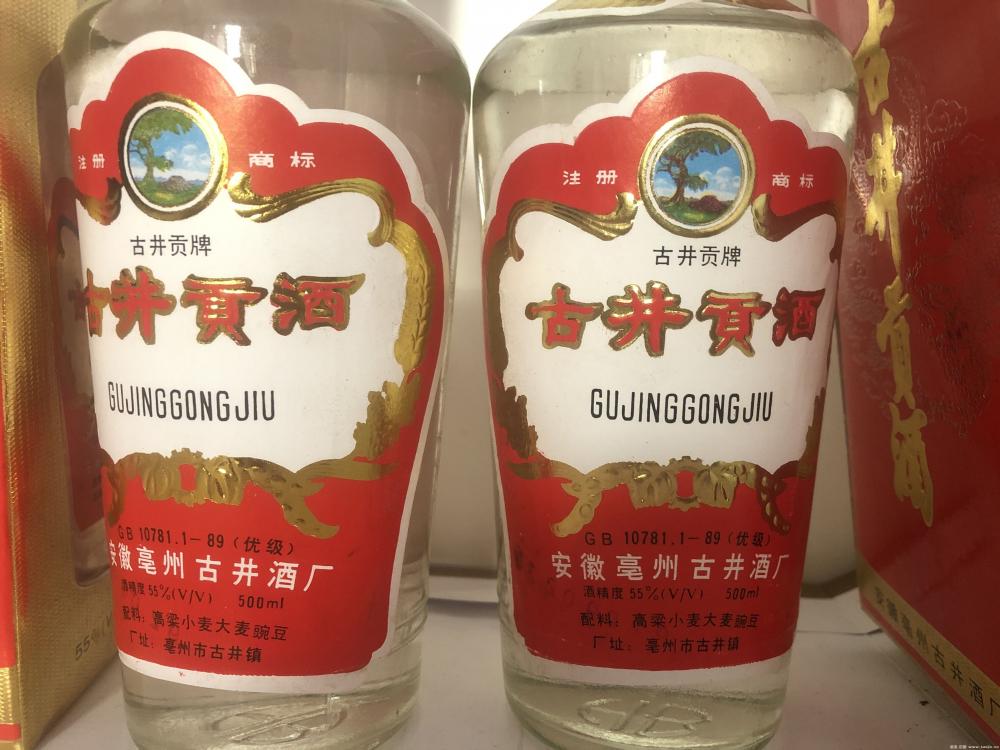 注册 商标
古井贡牌
古井贡酒
GUJINGGONGJIU
GB 10781.1-89(优级)
安徽亳州古井酒厂
酒精度55%(V/V) 500ml
配料:高粱小麦大麦豌豆
厂址:亳州市古井镇
注册 商标
古井贡牌
古井贡酒
GUJINGGONGJIU
GB 10781.1-89(优级)
安徽亳州古井酒厂
酒精度55%(V/V) 500ml
配料:高粱小麦大麦豌豆
厂址:亳州市古井镇
古井贡酒
安徽亳州古井酒厂
55%(V